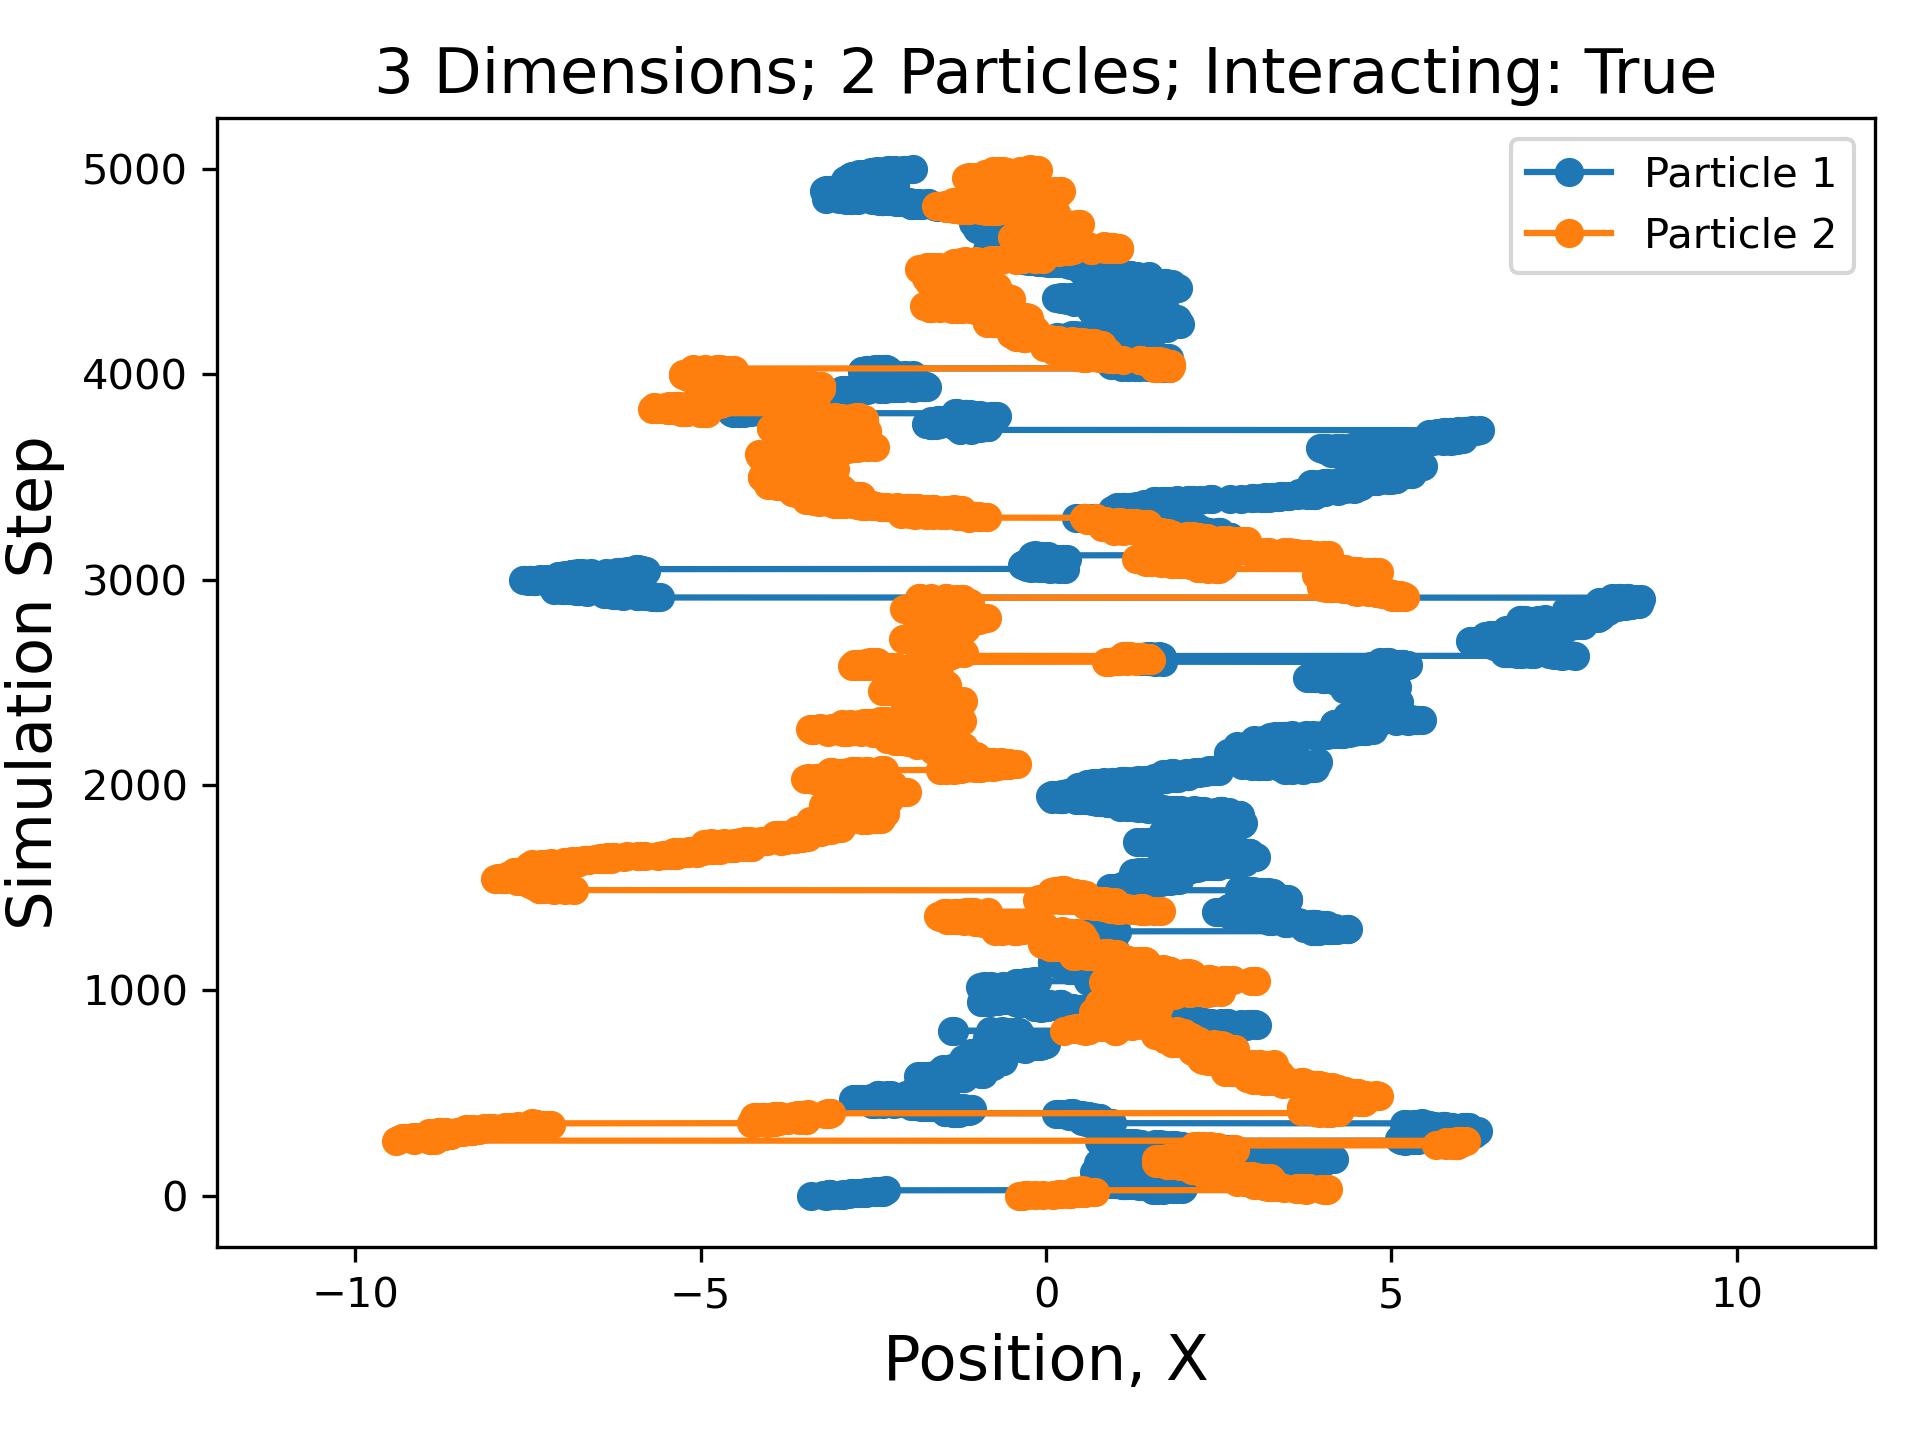 3 Dimensions; 2 Particles; Interacting: True
Particle 1
Particle 2
5000
4000
3000
2000
1000
0
Simulation Step
−10
−5
0
5
10
Position, X